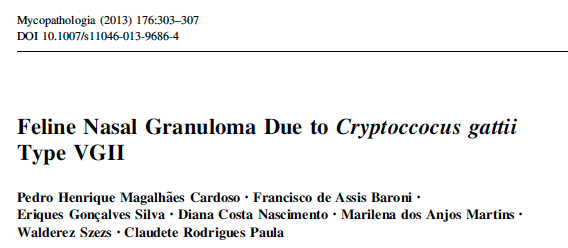 Mycopathologia (2013) 176:303–307
DOI 10.1007/s11046-013-9686-4
Feline Nasal Granuloma Due to Cryptoccocus gattii
Type VGII
Pedro Henrique Magalhães Cardoso · Francisco de Assis Baroni ·
Eriques Gonçalves Silva · Diana Costa Nascimento · Marilena dos Anjos Martins ·
Walderez Szezs · Claudete Rodrigues Paula